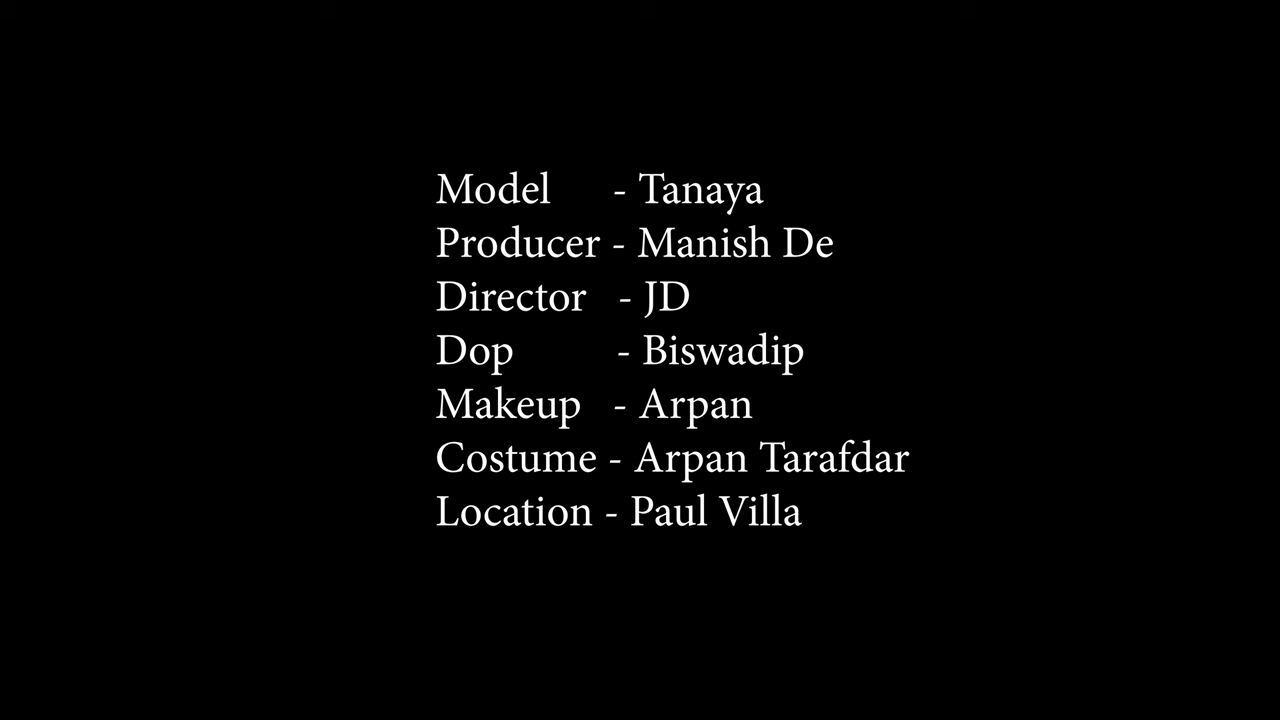 Model - Tanaya
Producer - Manish De
Director - JD
Dop - Biswadip
Makeup - Arpan
Costume - Arpan Tarafdar
Location - Paul Villa